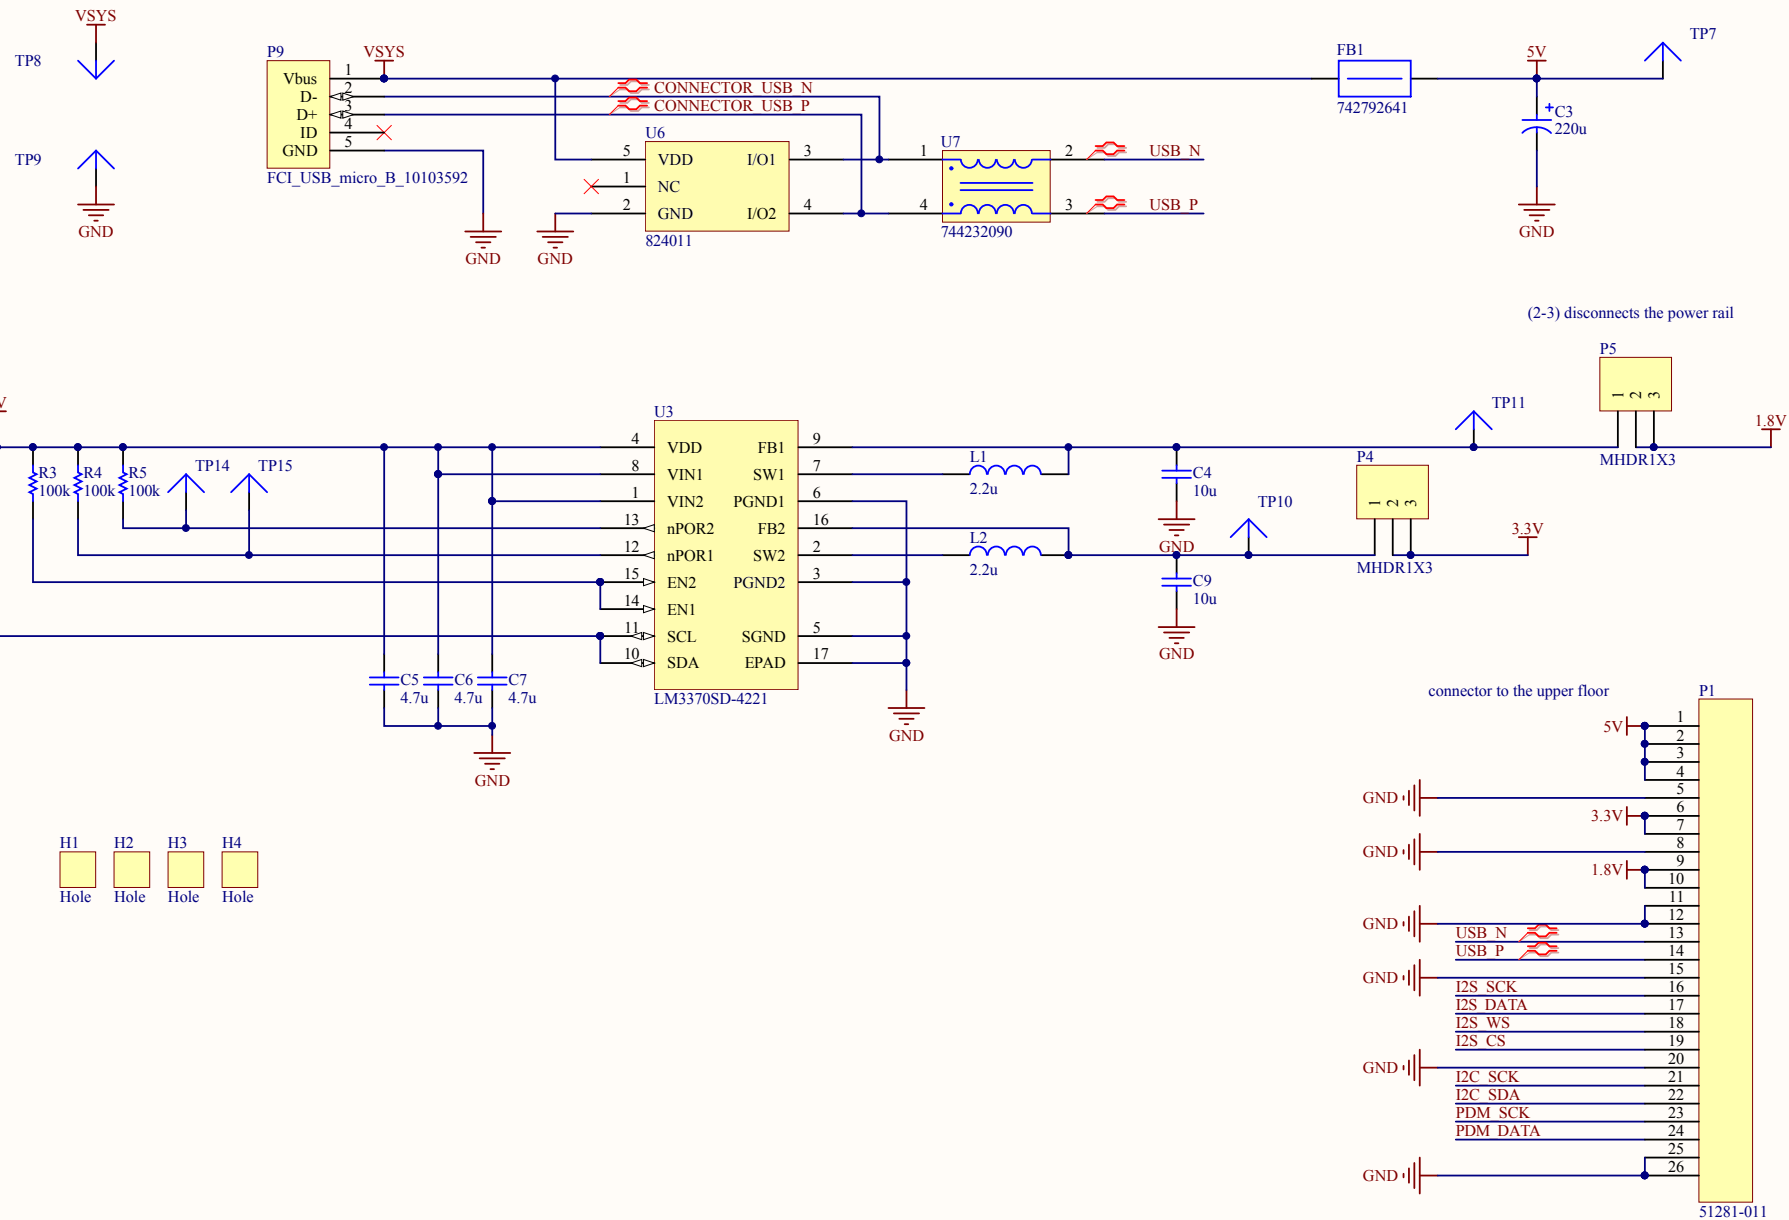 VSYS
TP8
TP9
GND
P9
VSYS
Vbus 1
D- 2
D+ 3
ID 4
GND 5
FCI_USB_micro_B_10103592
GND
GND
CONNECTOR_USB_N
CONNECTOR_USB_P
U6
5 VDD I/O1 3
1 NC
2 GND I/O2 4
824011
U7
1 2
4 3
744232090
USB_N
USB_P
FB1
742792641
5V
+
C3
220u
GND
TP7
(2-3) disconnects the power rail
P5
1 2 3
MHDR1X3
1.8V
TP11
V
R3
100k
R4
100k
R5
100k
TP14
TP15
U3
4 VDD FB1 9
8 VIN1 SW1 7
1 VIN2 PGND1 6
13 nPOR2 FB2 16
12 nPOR1 SW2 2
15 EN2 PGND2 3
14 EN1
11 SCL SGND 5
10 SDA EPAD 17
LM3370SD-4221
GND
L1
2.2u
L2
2.2u
C4
10u
GND
C9
10u
GND
TP10
P4
1 2 3
MHDR1X3
3.3V
C5
4.7u
C6
4.7u
C7
4.7u
GND
H1
Hole
H2
Hole
H3
Hole
H4
Hole
connector to the upper floor
P1
5V 1
2
3
4
GND 5
3.3V 6
7
GND 8
1.8V 9
10
11
GND 12
USB_N 13
USB_P 14
GND 15
I2S_SCK 16
I2S_DATA 17
I2S_WS 18
I2S_CS 19
GND 20
I2C_SCK 21
I2C_SDA 22
PDM_SCK 23
PDM_DATA 24
25
GND 26
51281-011